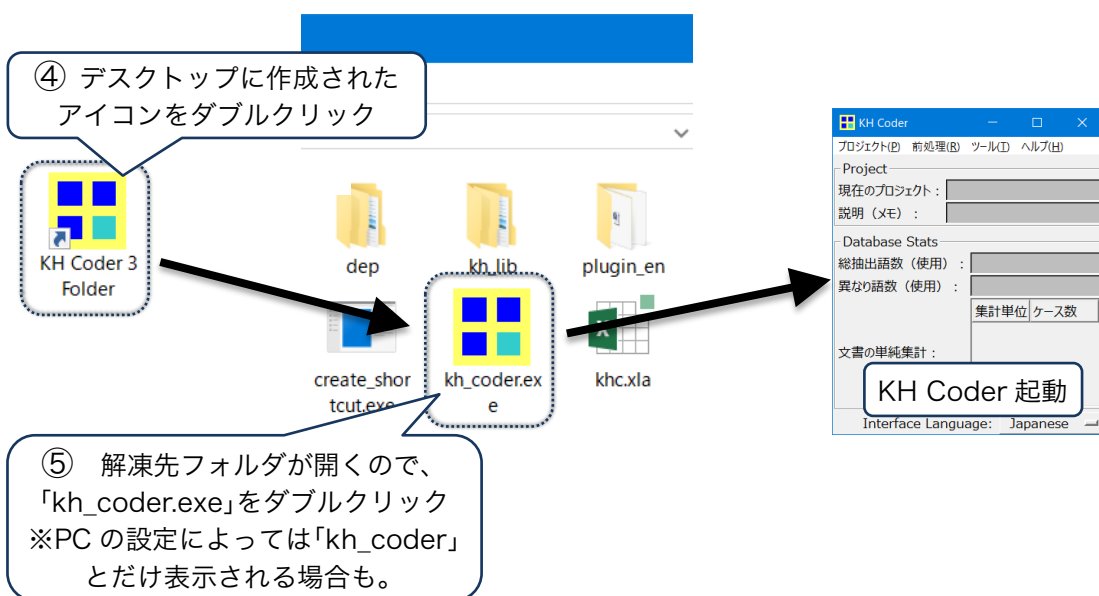 ④ デスクトップに作成された
アイコンをダブルクリック
KH Coder 3
Folder
dep
kh_lib
plugin_en
create_shor
tcut.exe
kh_coder.ex
e
khc.xla
⑤ 解凍先フォルダが開くので、
「kh_coder.exe」をダブルクリック
※PC の設定によっては「kh_coder」
とだけ表示される場合も。
KH Coder
プロジェクト(P) 前処理(R) ツール(T) ヘルプ(H)
Project
現在のプロジェクト：
説明（メモ）：
Database Stats
総抽出語数（使用）：
異なり語数（使用）：
集計単位 ケース数
文書の単純集計：
KH Coder 起動
Interface Language: Japanese